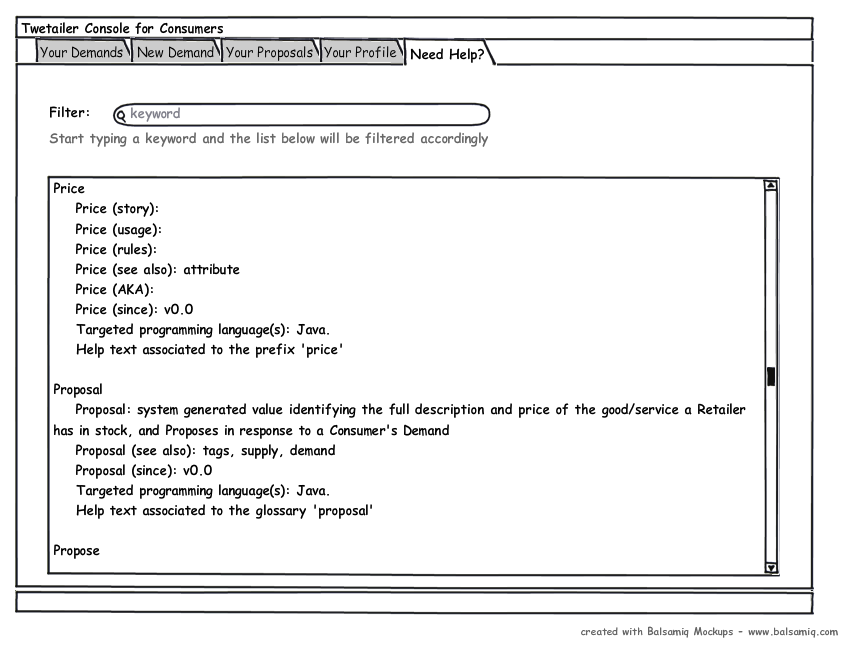 Twetailer Console for Consumers
Your Demands New Demand Your Proposals Your Profile Need Help?
Filter: keyword
Start typing a keyword and the list below will be filtered accordingly
Price
Price (story):
Price (usage):
Price (rules):
Price (see also): attribute
Price (AKA):
Price (since): v0.0
Targeted programming language(s): Java.
Help text associated to the prefix 'price'
Proposal
Proposal: system generated value identifying the full description and price of the good/service a Retailer
has in stock, and Proposes in response to a Consumer's Demand
Proposal (see also): tags, supply, demand
Proposal (since): v0.0
Targeted programming language(s): Java.
Help text associated to the glossary 'proposal'
Propose
created with Balsamiq Mockups - www.balsamiq.com